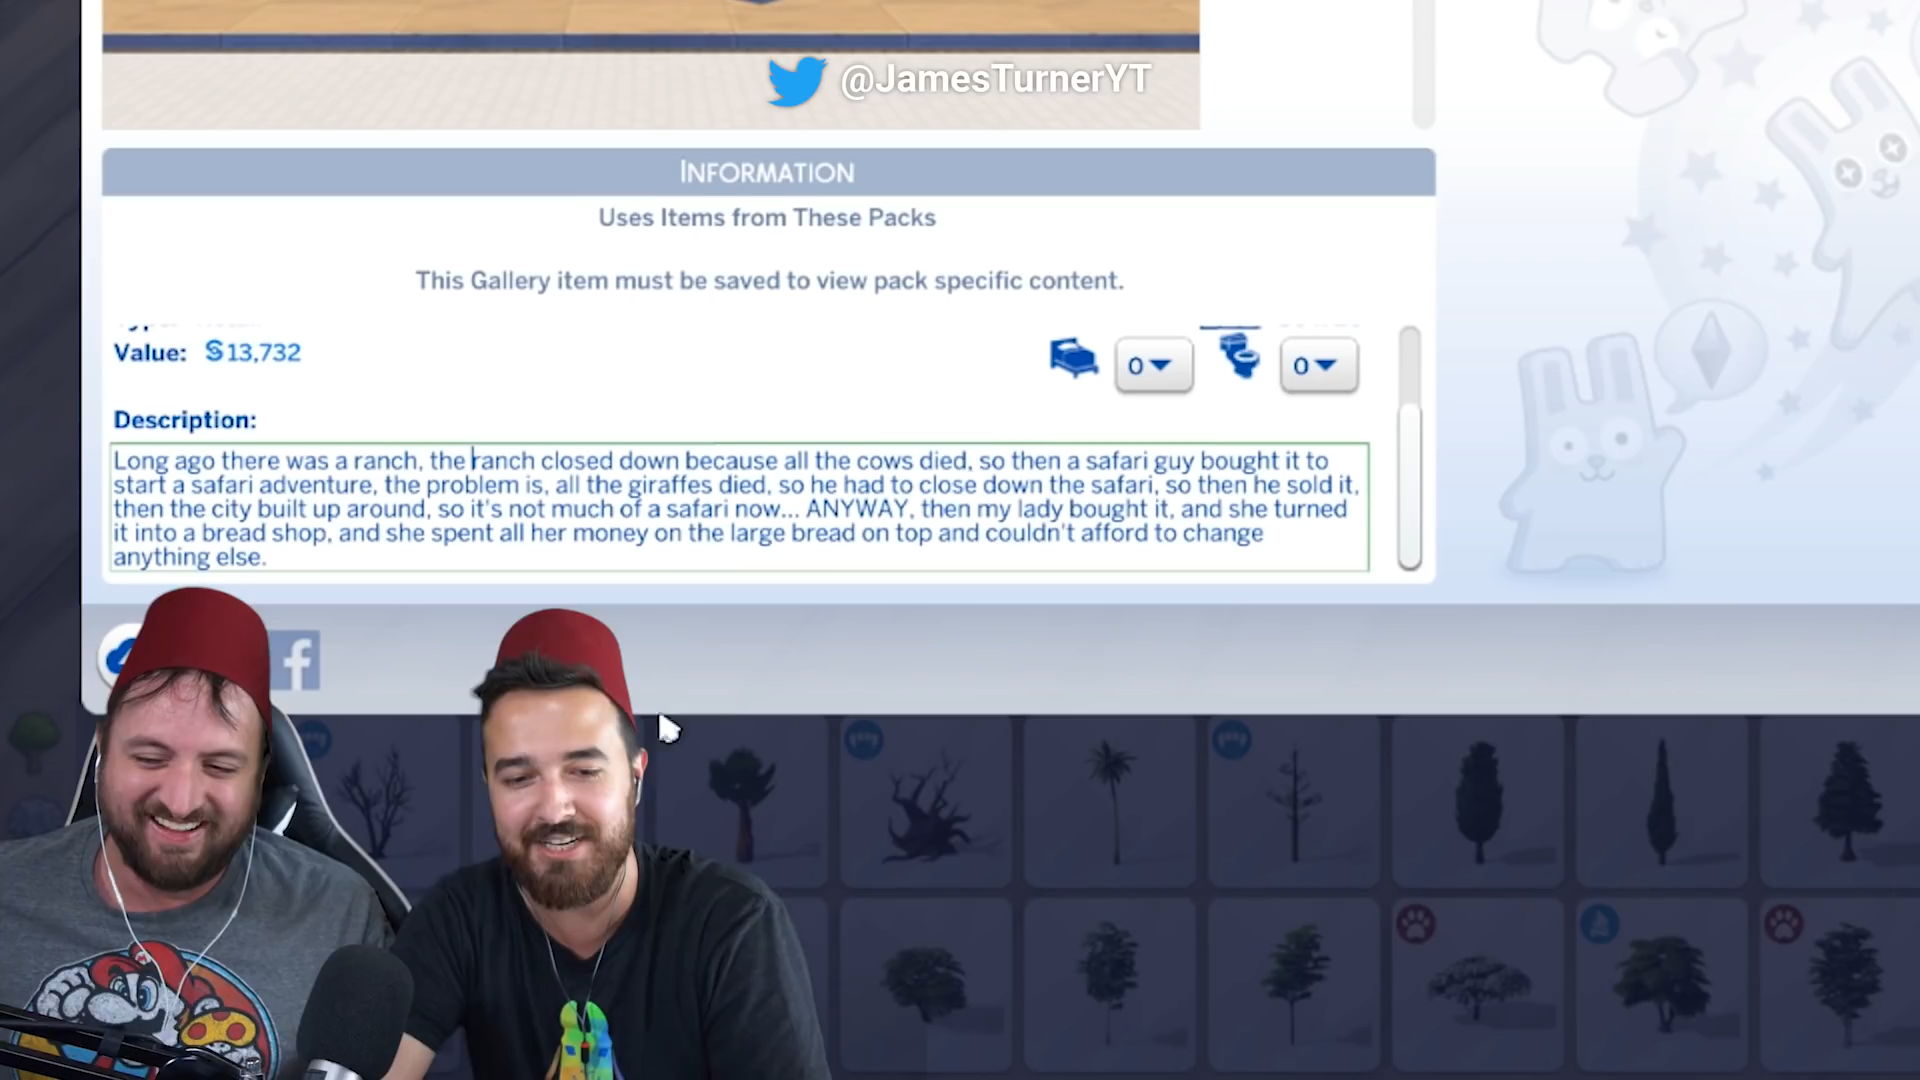 @JamesTurnerYT
INFORMATION
Uses Items from These Packs
This Gallery item must be saved to view pack specific content.
Value: §13,732
0
0
Description:
Long ago there was a ranch, the ranch closed down because all the cows died, so then a safari guy bought it to
start a safari adventure, the problem is, all the giraffes died, so he had to close down the safari, so then he sold it,
then the city built up around, so it's not much of a safari now... ANYWAY, then my lady bought it, and she turned
it into a bread shop, and she spent all her money on the large bread on top and couldn't afford to change
anything else.
f